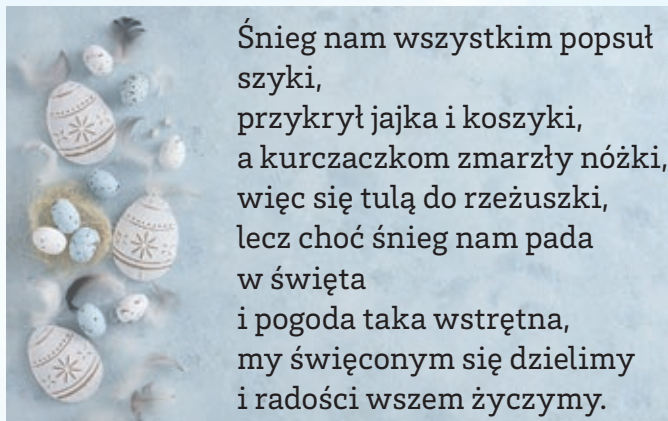 Śnieg nam wszystkim popsuł
szyki,
przykrył jajka i koszyki,
a kurczaczkom zmarzły nóżki,
więc się tulą do rzeżuszki,
lecz choć śnieg nam pada
w święta
i pogoda taka wstrętna,
my święconym się dzielimy
i radości wszem życzymy.